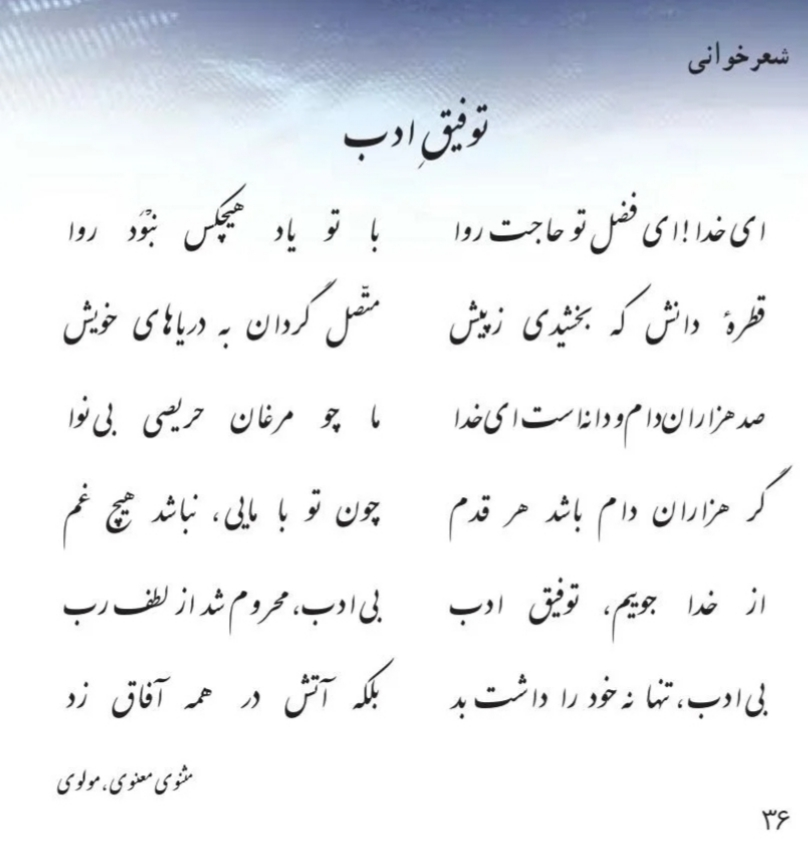 شعرخوانی
توفیقِ ادب
ای خدا! ای فضل تو حاجت روا با تو یاد هیچکس نَبْوَد روا
قطرهٔ دانش که بخشیدی ز پیش متّصل گردان به دریاهای خویش
صد هزاران دام و دانه است ای خدا ما چو مرغان حریصی بی نوا
گر هزاران دام باشد هر قدم چون تو با مایی، نباشد هیچ غم
از خدا جوییم، توفیق ادب بی ادب، محروم شد از لطف رب
بی ادب، تنها نه خود را داشت بد بلکه آتش در همه آفاق زد
مثنوی معنوی، مولوی
۳۶